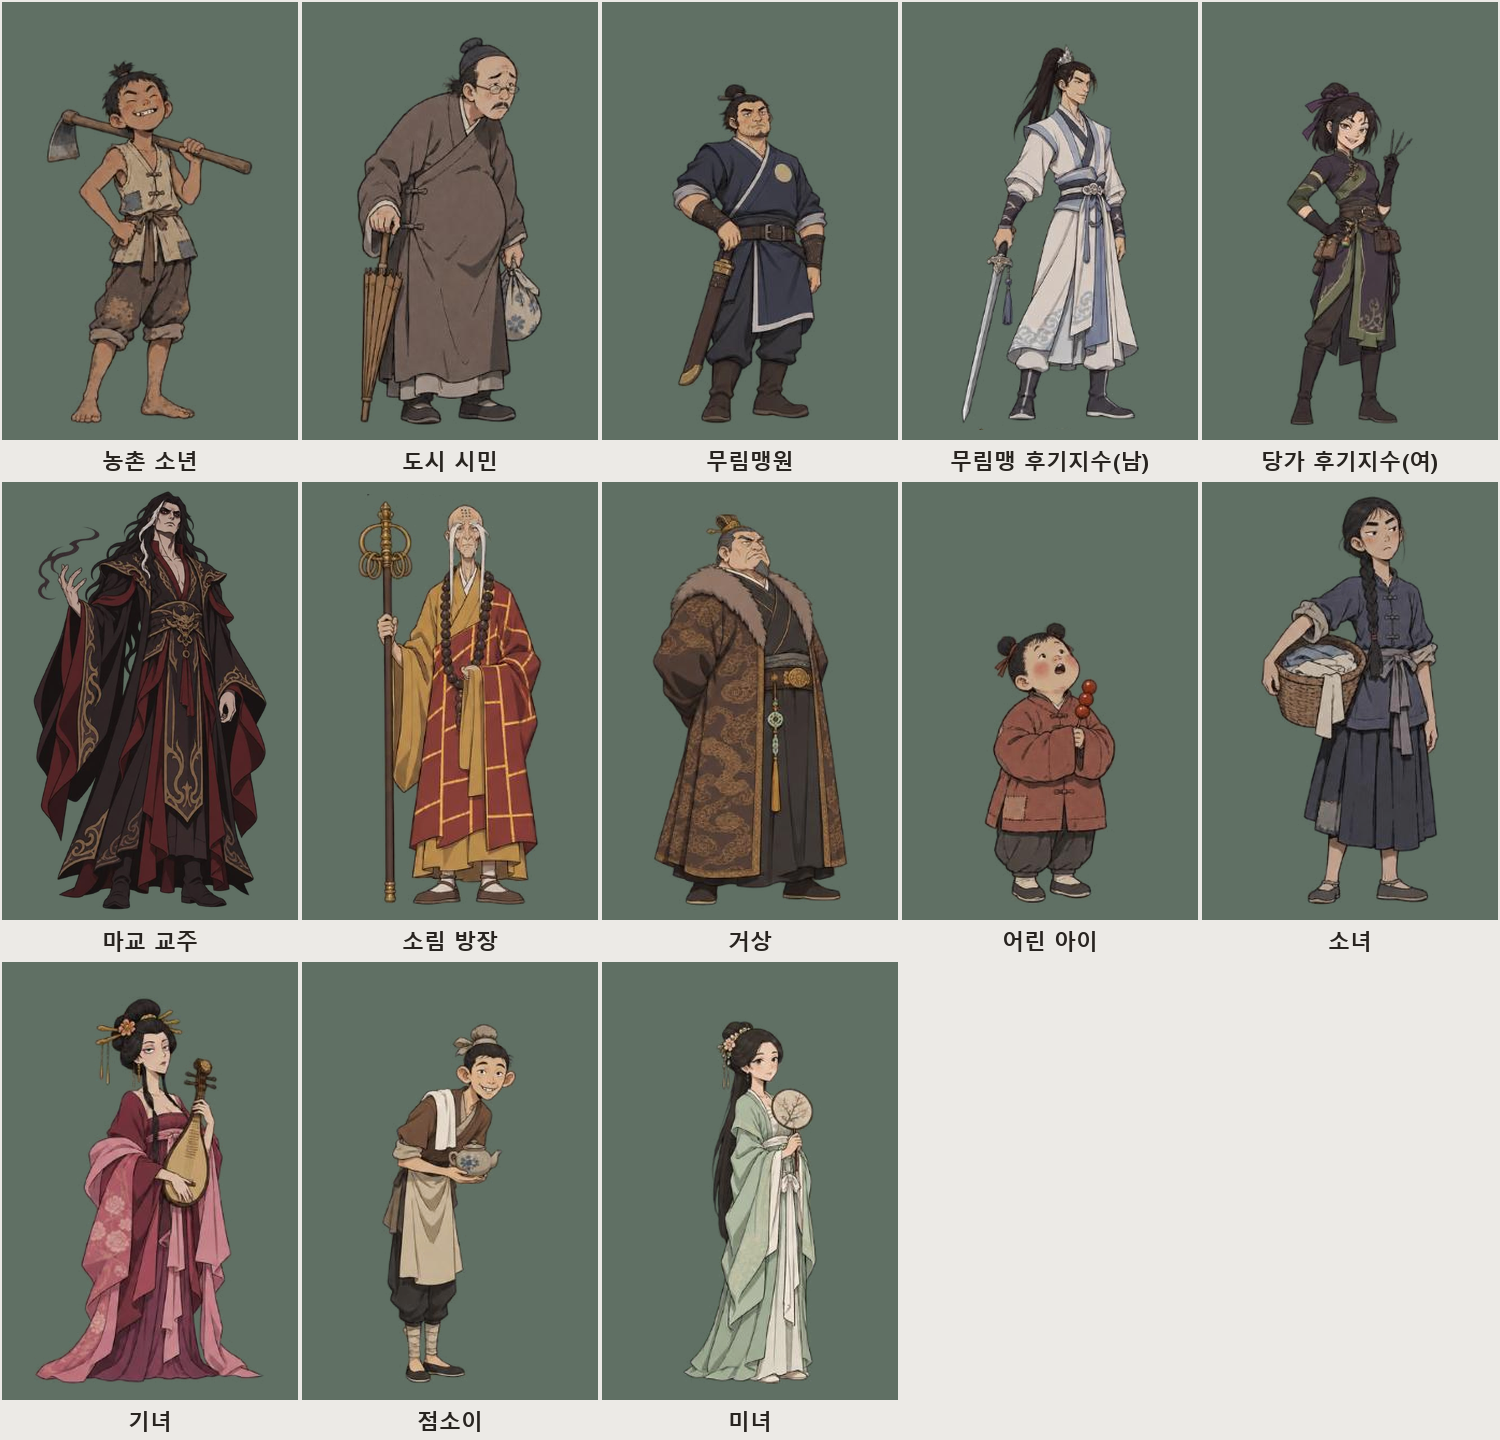 농촌 소년
도시 시민
무림맹원
무림맹 후기지수(남)
당가 후기지수(여)
마교 교주
소림 방장
거상
어린 아이
소녀
기녀
점소이
미녀